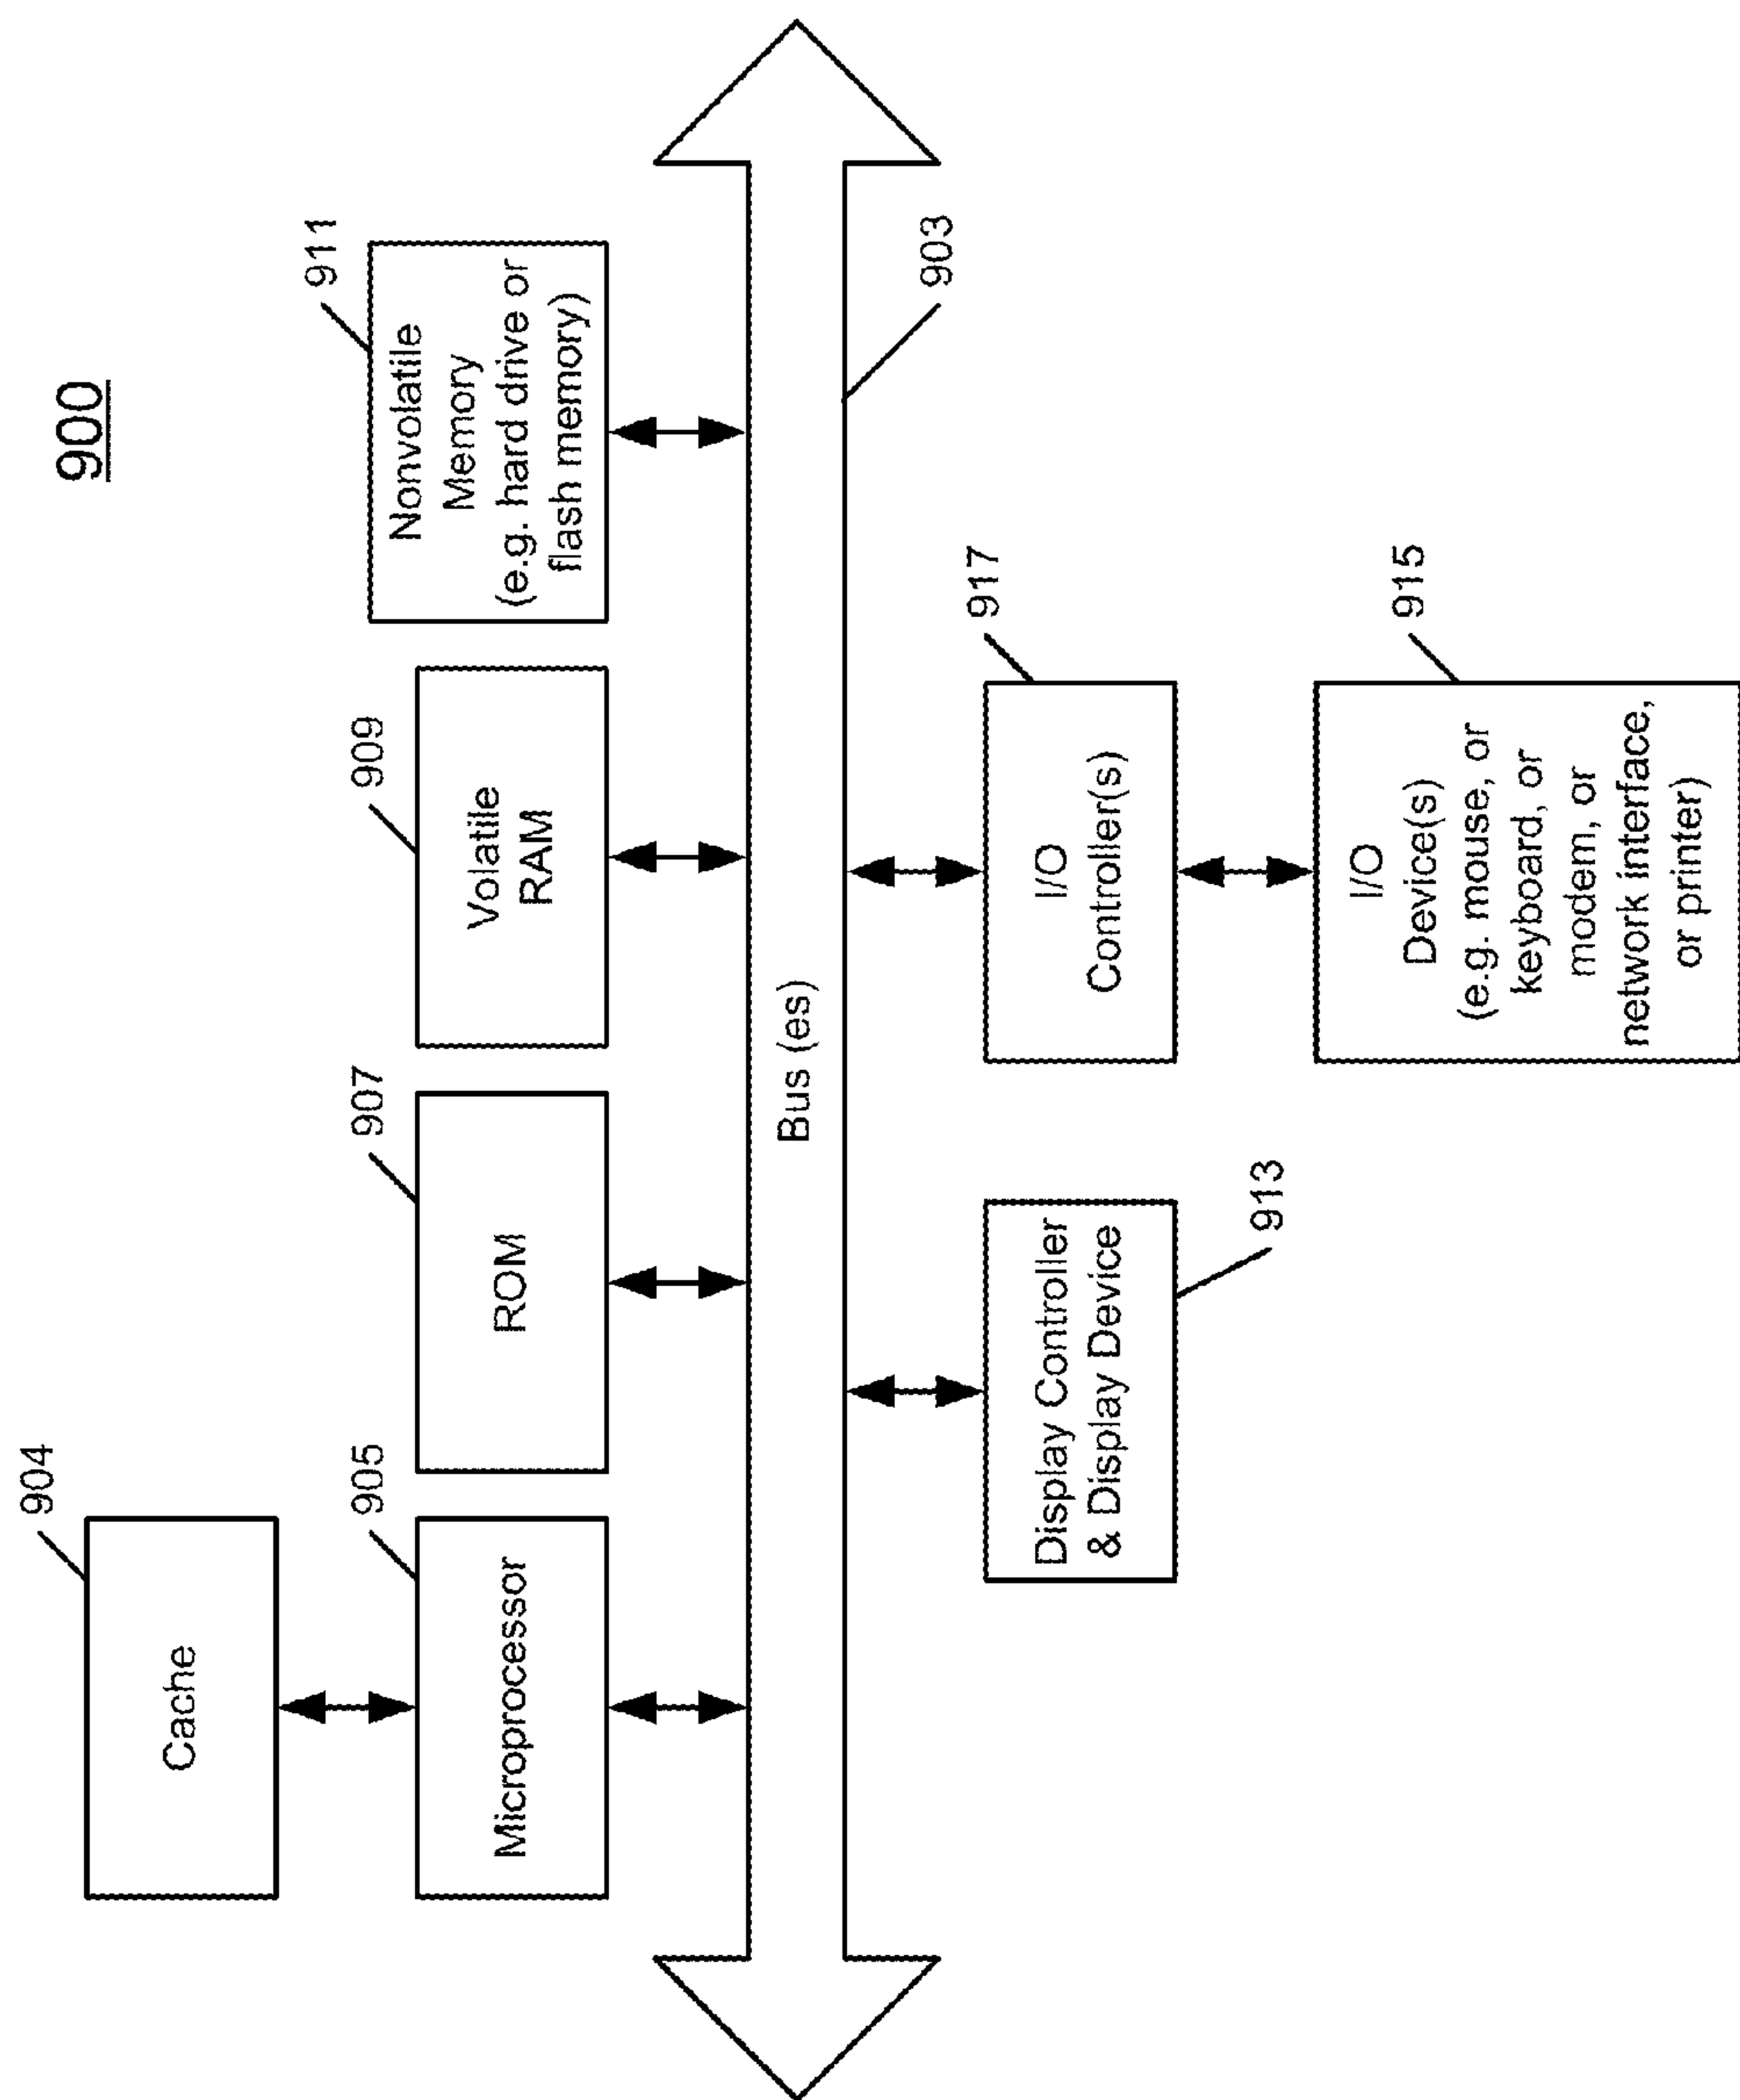 900
904
Cache
905
Microprocessor
907
ROM
909
Volatile
RAM
911
Nonvolatile
Memory
(e.g. hard drive or
flash memory)
Bus (es)
903
Display Controller
& Display Device
913
I/O
Controller(s)
917
I/O
Device(s)
(e.g. mouse, or
keyboard, or
modem, or
network interface,
or printer)
915